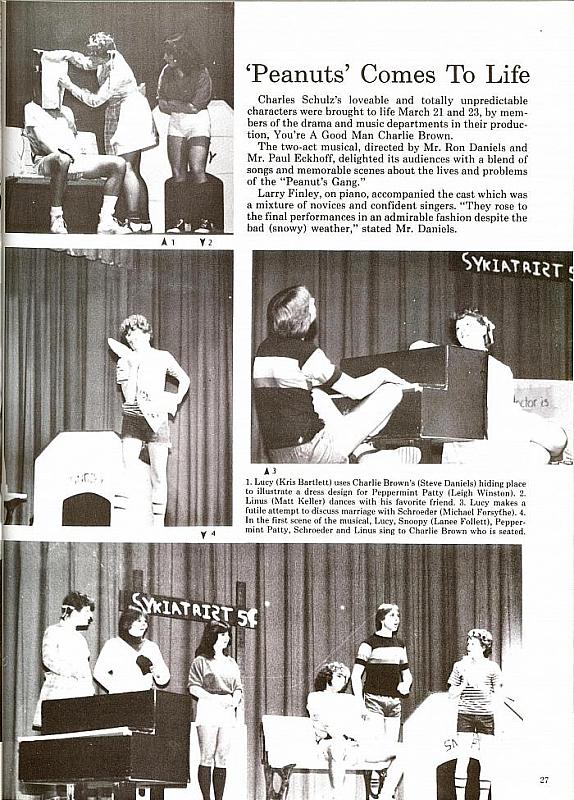 'Peanuts' Comes To Life
Charles Schulz's loveable and totally unpredictable
characters were brought to life March 21 and 23, by mem-
bers of the drama and music departments in their produc-
tion, You're A Good Man Charlie Brown.
The two-act musical, directed by Mr. Ron Daniels and
Mr. Paul Eckhoff, delighted its audiences with a blend of
songs and memorable scenes about the lives and problems
of the "Peanut's Gang."
Larry Finley, on piano, accompanied the cast which was
a mixture of novices and confident singers. "They rose to
the final performances in an admirable fashion despite the
bad (snowy) weather," stated Mr. Daniels.
▲ 1 ▼ 2
SYKIATRIST 5
ctor is
▲ 3
1. Lucy (Kris Bartlett) uses Charlie Brown's (Steve Daniels) hiding place
to illustrate a dress design for Peppermint Patty (Leigh Winston). 2.
Linus (Matt Keller) dances with his favorite friend. 3. Lucy makes a
futile attempt to discuss marriage with Schroeder (Michael Forsythe). 4.
In the first scene of the musical, Lucy, Snoopy (Lanee Follett), Pepper-
mint Patty, Schroeder and Linus sing to Charlie Brown who is seated.
▼ 4
SYKIATRIST 5¢
27